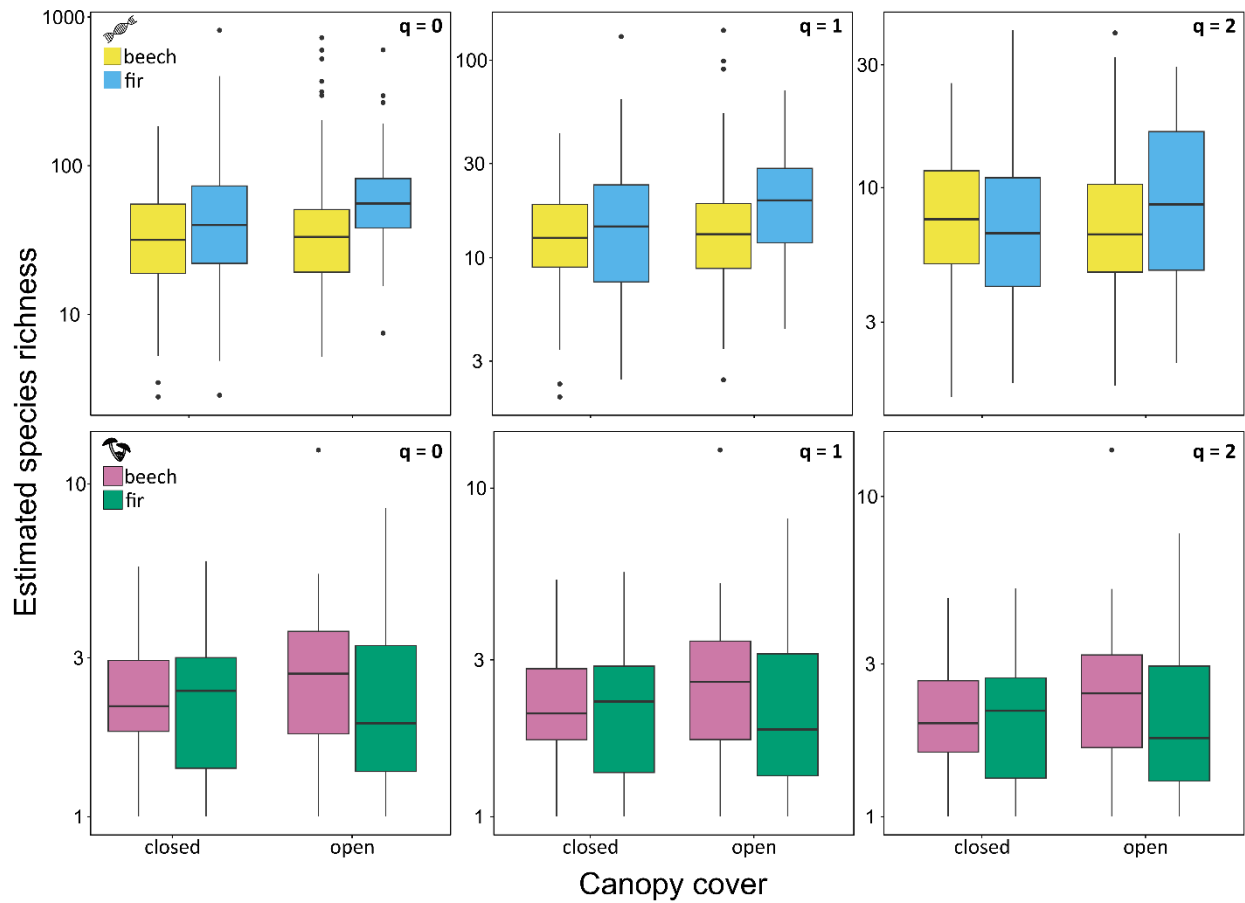 Estimated species richness
1000
100
10
q = 0
beech
fir
100
30
10
3
q = 1
30
10
3
q = 2
10
3
1
q = 0
beech
fir
10
3
1
q = 1
10
3
1
q = 2
closed open
closed open
closed open
Canopy cover